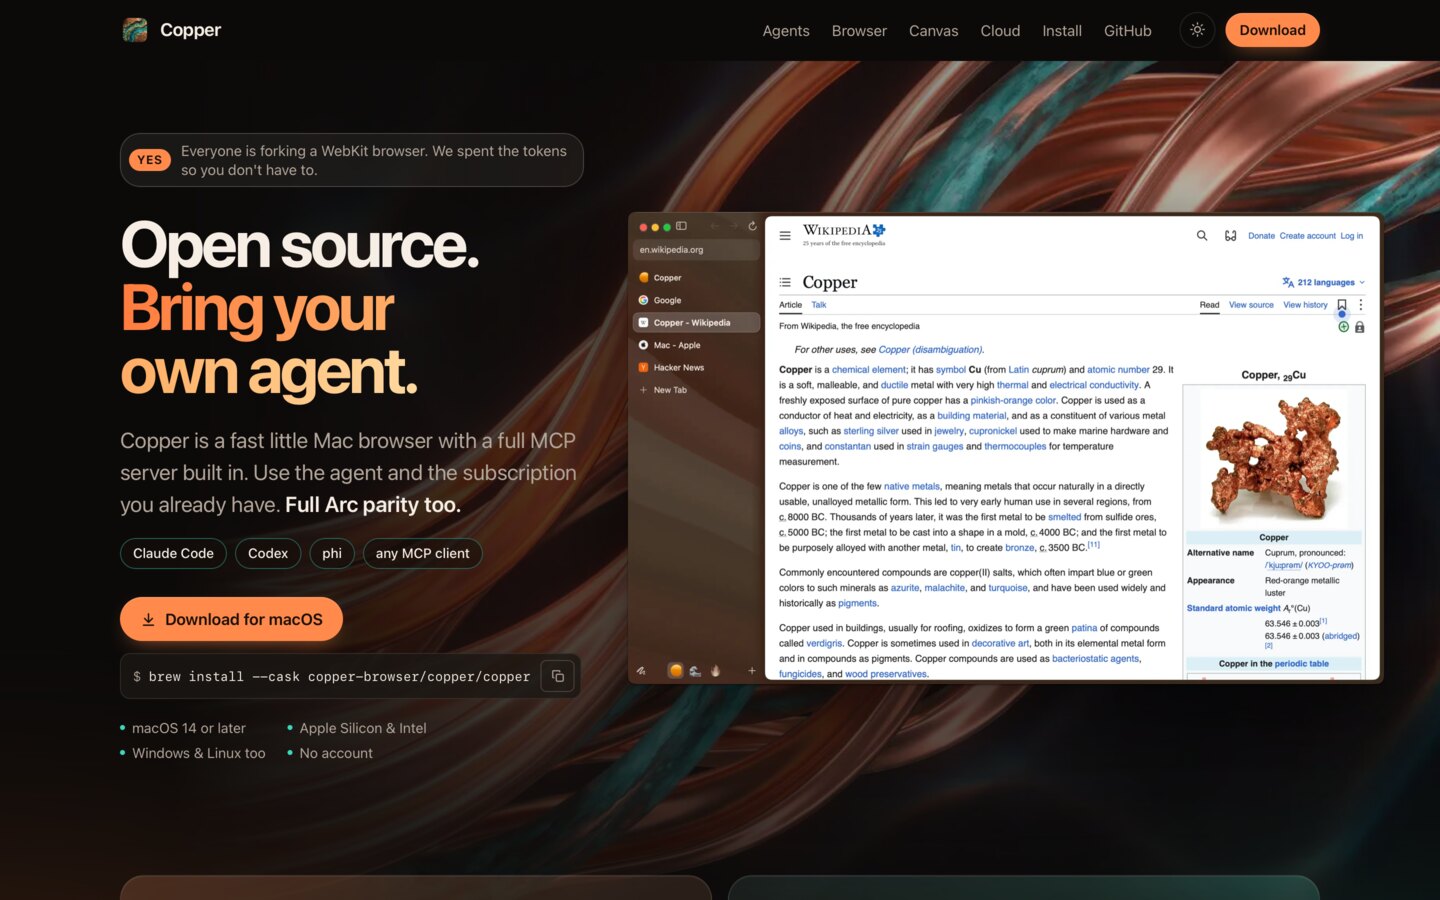 Copper
Agents Browser Canvas Cloud Install GitHub Download
YES Everyone is forking a WebKit browser. We spent the tokens
so you don't have to.
Open source.
Bring your
own agent.
Copper is a fast little Mac browser with a full MCP
server built in. Use the agent and the subscription
you already have. Full Arc parity too.
Claude Code Codex phi any MCP client
Download for macOS
$ brew install --cask copper-browser/copper/copper
macOS 14 or later Apple Silicon & Intel
Windows & Linux too No account
en.wikipedia.org
Copper
Google
Copper - Wikipedia
Mac - Apple
Hacker News
New Tab
WIKIPEDIA
25 years of the free encyclopedia
Donate Create account Log in
Copper
212 languages
Article Talk Read View source View history
From Wikipedia, the free encyclopedia
For other uses, see Copper (disambiguation).
Copper is a chemical element; it has symbol Cu (from Latin cuprum) and atomic number 29. It
is a soft, malleable, and ductile metal with very high thermal and electrical conductivity. A
freshly exposed surface of pure copper has a pinkish-orange color. Copper is used as a
conductor of heat and electricity, as a building material, and as a constituent of various metal
alloys, such as sterling silver used in jewelry, cupronickel used to make marine hardware and
coins, and constantan used in strain gauges and thermocouples for temperature
measurement.
Copper is one of the few native metals, meaning metals that occur naturally in a directly
usable, unalloyed metallic form. This led to very early human use in several regions, from
c. 8000 BC. Thousands of years later, it was the first metal to be smelted from sulfide ores,
c. 5000 BC; the first metal to be cast into a shape in a mold, c. 4000 BC; and the first metal to
be purposely alloyed with another metal, tin, to create bronze, c. 3500 BC.[11]
Commonly encountered compounds are copper(II) salts, which often impart blue or green
colors to such minerals as azurite, malachite, and turquoise, and have been used widely and
historically as pigments.
Copper used in buildings, usually for roofing, oxidizes to form a green patina of compounds
called verdigris. Copper is sometimes used in decorative art, both in its elemental metal form
and in compounds as pigments. Copper compounds are used as bacteriostatic agents,
fungicides, and wood preservatives.
Copper, 29Cu
Copper
Alternative name Cuprum, pronounced:
/ˈkjuːprəm/ (KYOO-prəm)
Appearance Red-orange metallic
luster
Standard atomic weight Ar°(Cu)
63.546 ± 0.003[1]
63.546 ± 0.003 (abridged)
[2]
Copper in the periodic table